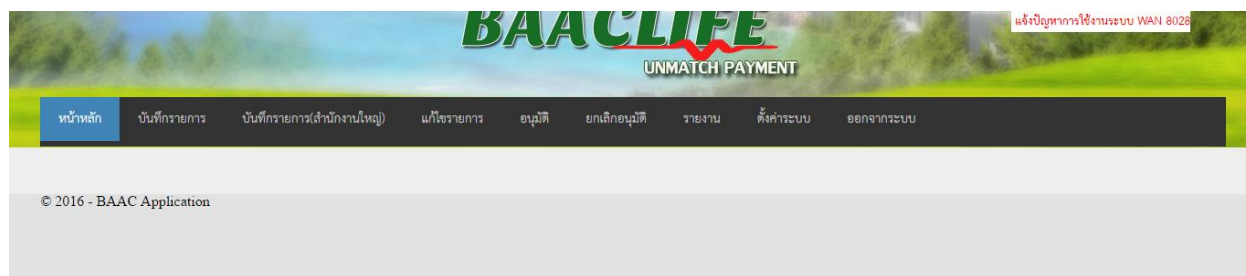 BAACLIFE
แจ้งปัญหาการใช้งานระบบ WAN 8028
UNMATCH PAYMENT
หน้าหลัก บันทึกรายการ บันทึกรายการ(สำนักงานใหญ่) แก้ไขรายการ อนุมัติ ยกเลิกอนุมัติ รายงาน ตั้งค่าระบบ ออกจากระบบ
© 2016 - BAAC Application